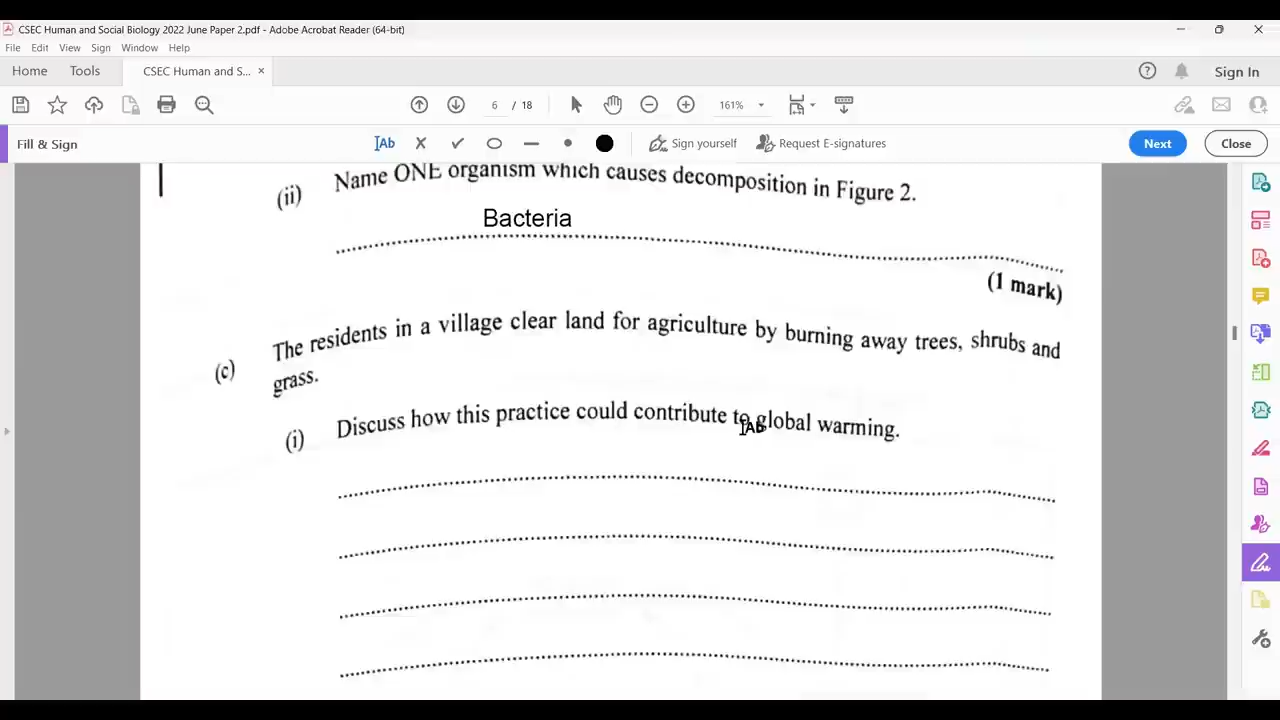 CSEC Human and Social Biology 2022 June Paper 2.pdf - Adobe Acrobat Reader (64-bit)
File Edit View Sign Window Help
Home Tools CSEC Human and S... ×
6 / 18 161%
Sign In
Fill & Sign
Ab
Sign yourself Request E-signatures
Next Close
(ii) Name ONE organism which causes decomposition in Figure 2.
Bacteria
(1 mark)
(c) The residents in a village clear land for agriculture by burning away trees, shrubs and
grass.
(i) Discuss how this practice could contribute to global warming.
Ab